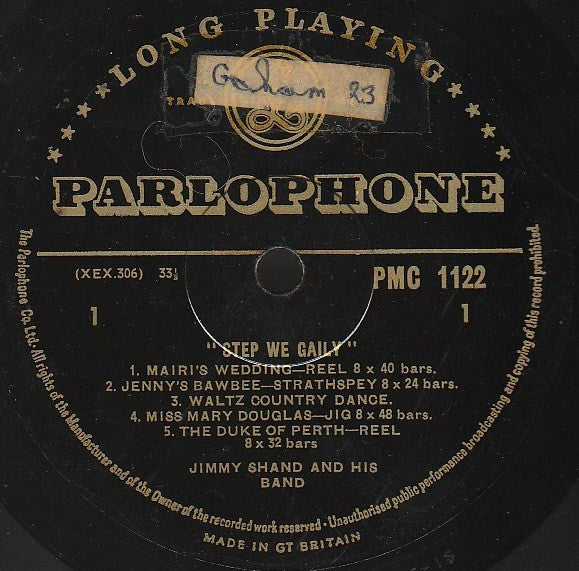 LONG PLAYING
Graham 23
TRA
PARLOPHONE
(XEX.306) 33⅓
PMC 1122
1
1
"STEP WE GAILY"
1. MAIRI'S WEDDING—REEL 8 x 40 bars.
2. JENNY'S BAWBEE—STRATHSPEY 8 x 24 bars.
3. WALTZ COUNTRY DANCE.
4. MISS MARY DOUGLAS—JIG 8 x 48 bars.
5. THE DUKE OF PERTH—REEL
8 x 32 bars
JIMMY SHAND AND HIS
BAND
The Parlophone Co. Ltd. All rights of the Manufacturer and of the Owner of the recorded work reserved - Unauthorised public performance broadcasting and copying of this record prohibited.
MADE IN GT BRITAIN